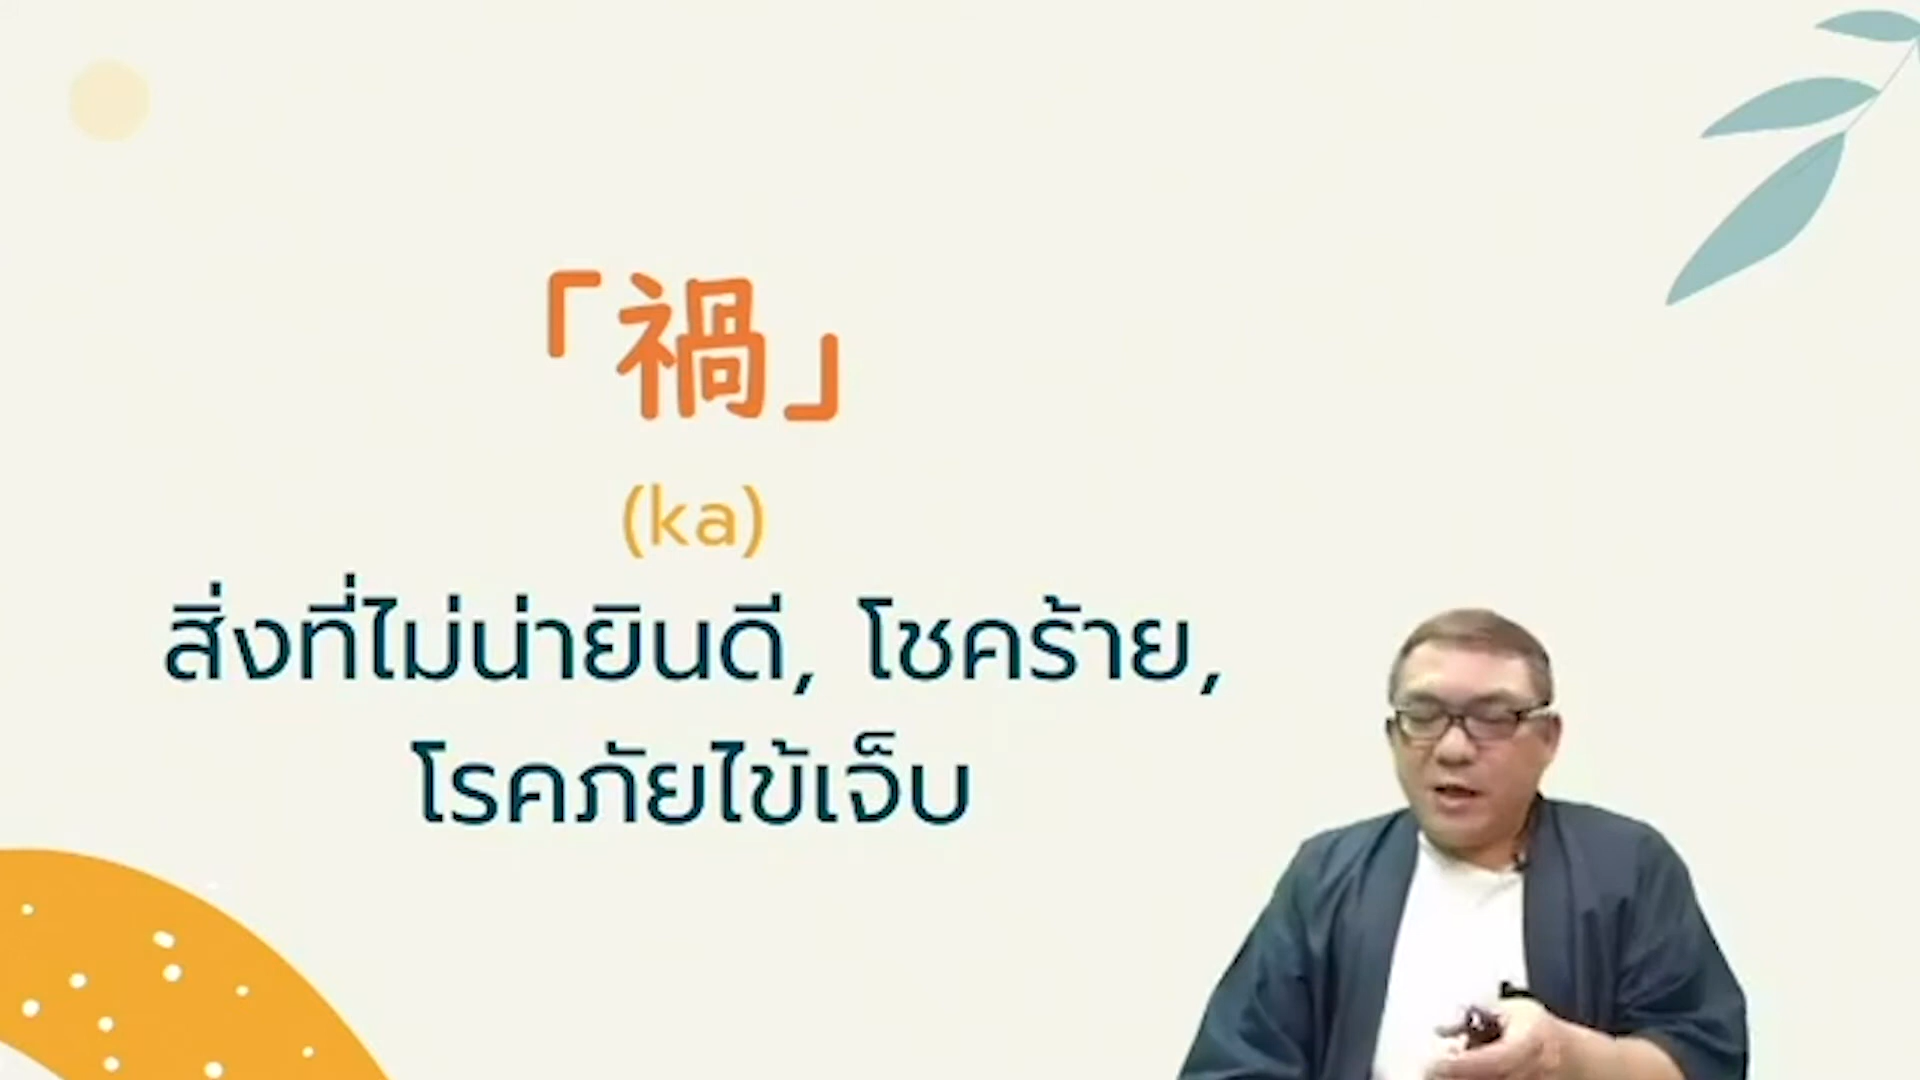 「禍」
(ka)
สิ่งที่ไม่น่ายินดี, โชคร้าย,
โรคภัยไข้เจ็บ